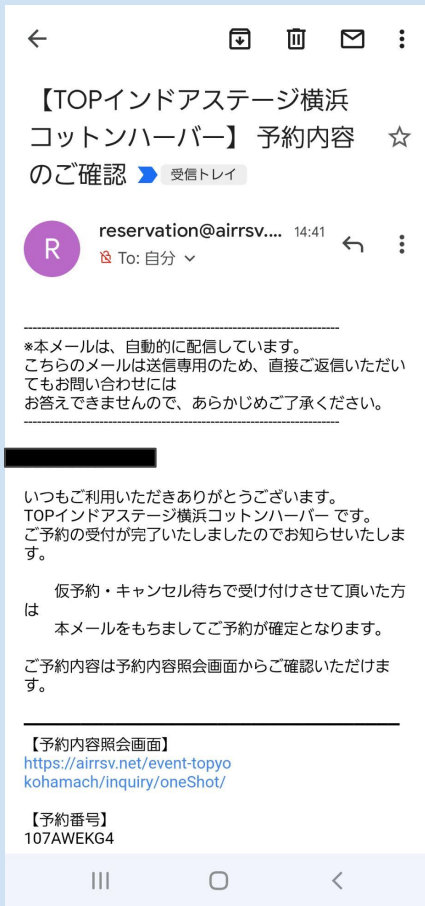 【TOPインドアステージ横浜
コットンハーバー】 予約内容
のご確認 受信トレイ
R
reservation@airrsv.... 14:41
To: 自分
----------------------------------------------------------------------
※本メールは、自動的に配信しています。
こちらのメールは送信専用のため、直接ご返信いただい
てもお問い合わせには
お答えできませんので、あらかじめご了承ください。
----------------------------------------------------------------------
いつもご利用いただきありがとうございます。
TOPインドアステージ横浜コットンハーバー です。
ご予約の受付が完了いたしましたのでお知らせいたしま
す。
仮予約・キャンセル待ちで受け付けさせて頂いた方
は
本メールをもちましてご予約が確定となります。
ご予約内容は予約内容照会画面からご確認いただけま
す。
【予約内容照会画面】
https://airrsv.net/event-topyo
kohamach/inquiry/oneShot/
【予約番号】
107AWEKG4